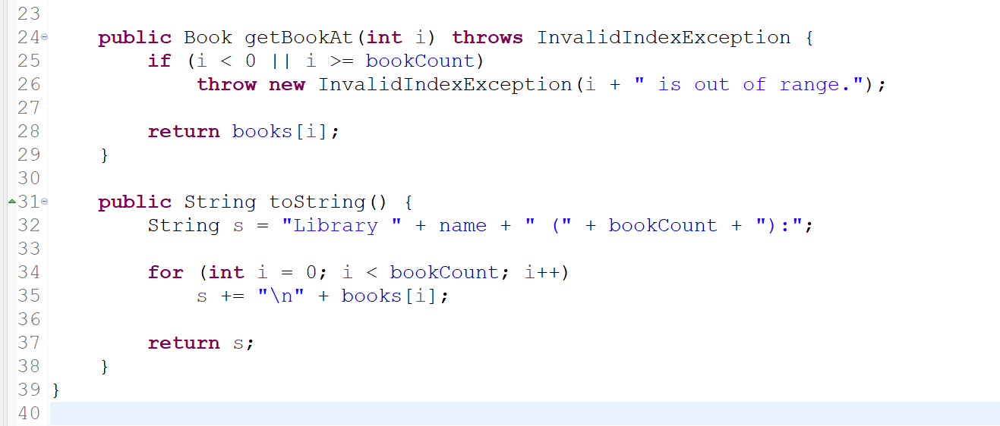 23
24 public Book getBookAt(int i) throws InvalidIndexException {
25 if (i < 0 || i >= bookCount)
26 throw new InvalidIndexException(i + " is out of range.");
27
28 return books[i];
29 }
30
31 public String toString() {
32 String s = "Library " + name + " (" + bookCount + "):";
33
34 for (int i = 0; i < bookCount; i++)
35 s += "\n" + books[i];
36
37 return s;
38 }
39 }
40